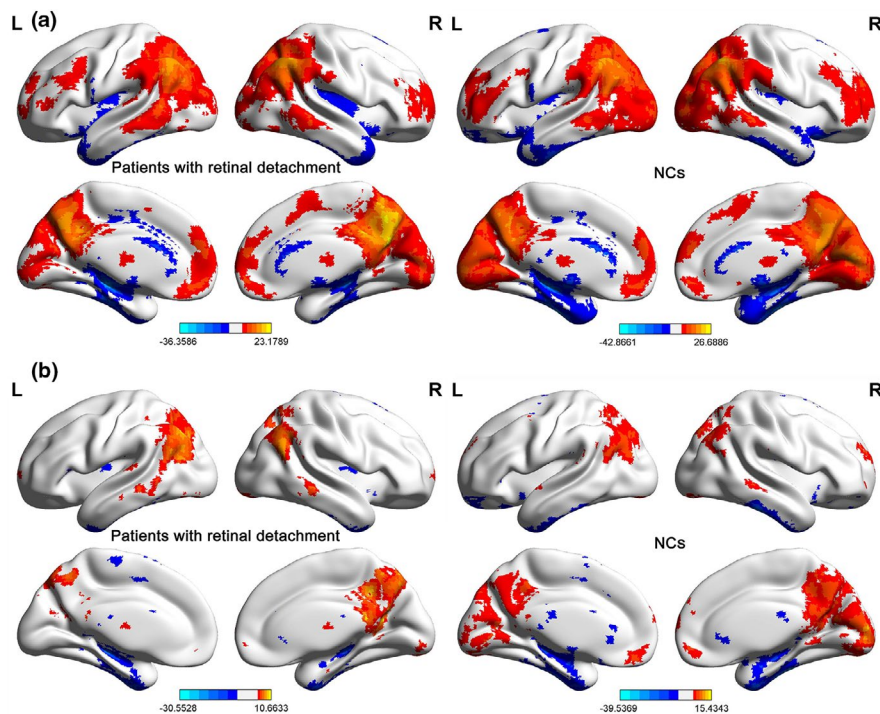 (a)
L R L R
Patients with retinal detachment NCs
-36.3586 23.1789 -42.8661 26.6886
(b)
L R L R
Patients with retinal detachment NCs
-30.5528 10.6633 -39.5369 15.4343